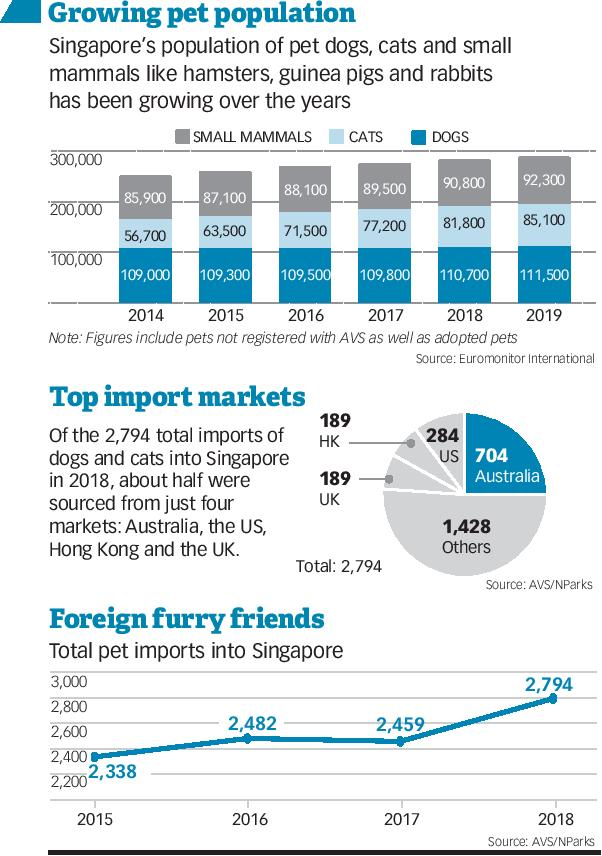 Growing pet population
Singapore's population of pet dogs, cats and small
mammals like hamsters, guinea pigs and rabbits
has been growing over the years
SMALL MAMMALS CATS DOGS
300,000
200,000
100,000
85,900 87,100 88,100 89,500 90,800 92,300
56,700 63,500 71,500 77,200 81,800 85,100
109,000 109,300 109,500 109,800 110,700 111,500
2014 2015 2016 2017 2018 2019
Note: Figures include pets not registered with AVS as well as adopted pets
Source: Euromonitor International
Top import markets
Of the 2,794 total imports of
dogs and cats into Singapore
in 2018, about half were
sourced from just four
markets: Australia, the US,
Hong Kong and the UK.
189
HK
189
UK
284
US
704
Australia
1,428
Others
Total: 2,794
Source: AVS/NParks
Foreign furry friends
Total pet imports into Singapore
3,000
2,800
2,600
2,400
2,200
2,338
2,482
2,459
2,794
2015 2016 2017 2018
Source: AVS/NParks